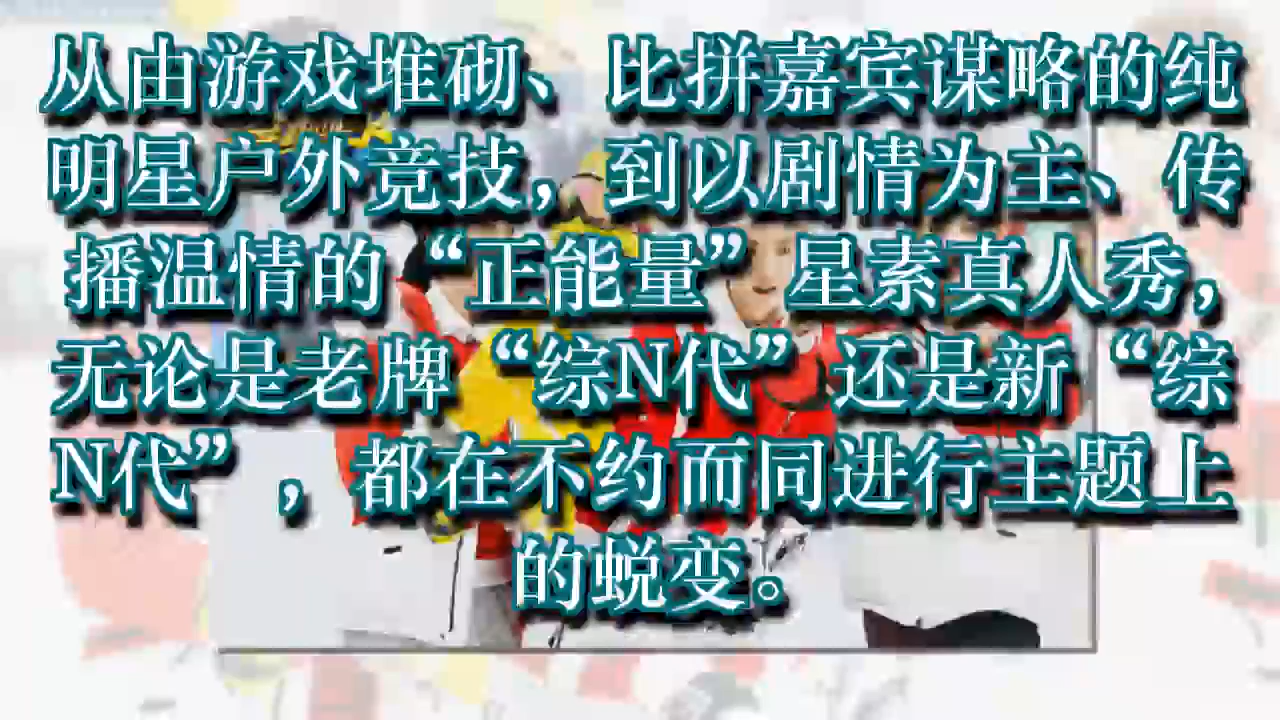 从由游戏堆砌、比拼嘉宾谋略的纯
明星户外竞技，到以剧情为主、传
播温情的“正能量”星素真人秀，
无论是老牌“综N代”还是新“综
N代”，都在不约而同进行主题上
的蜕变。